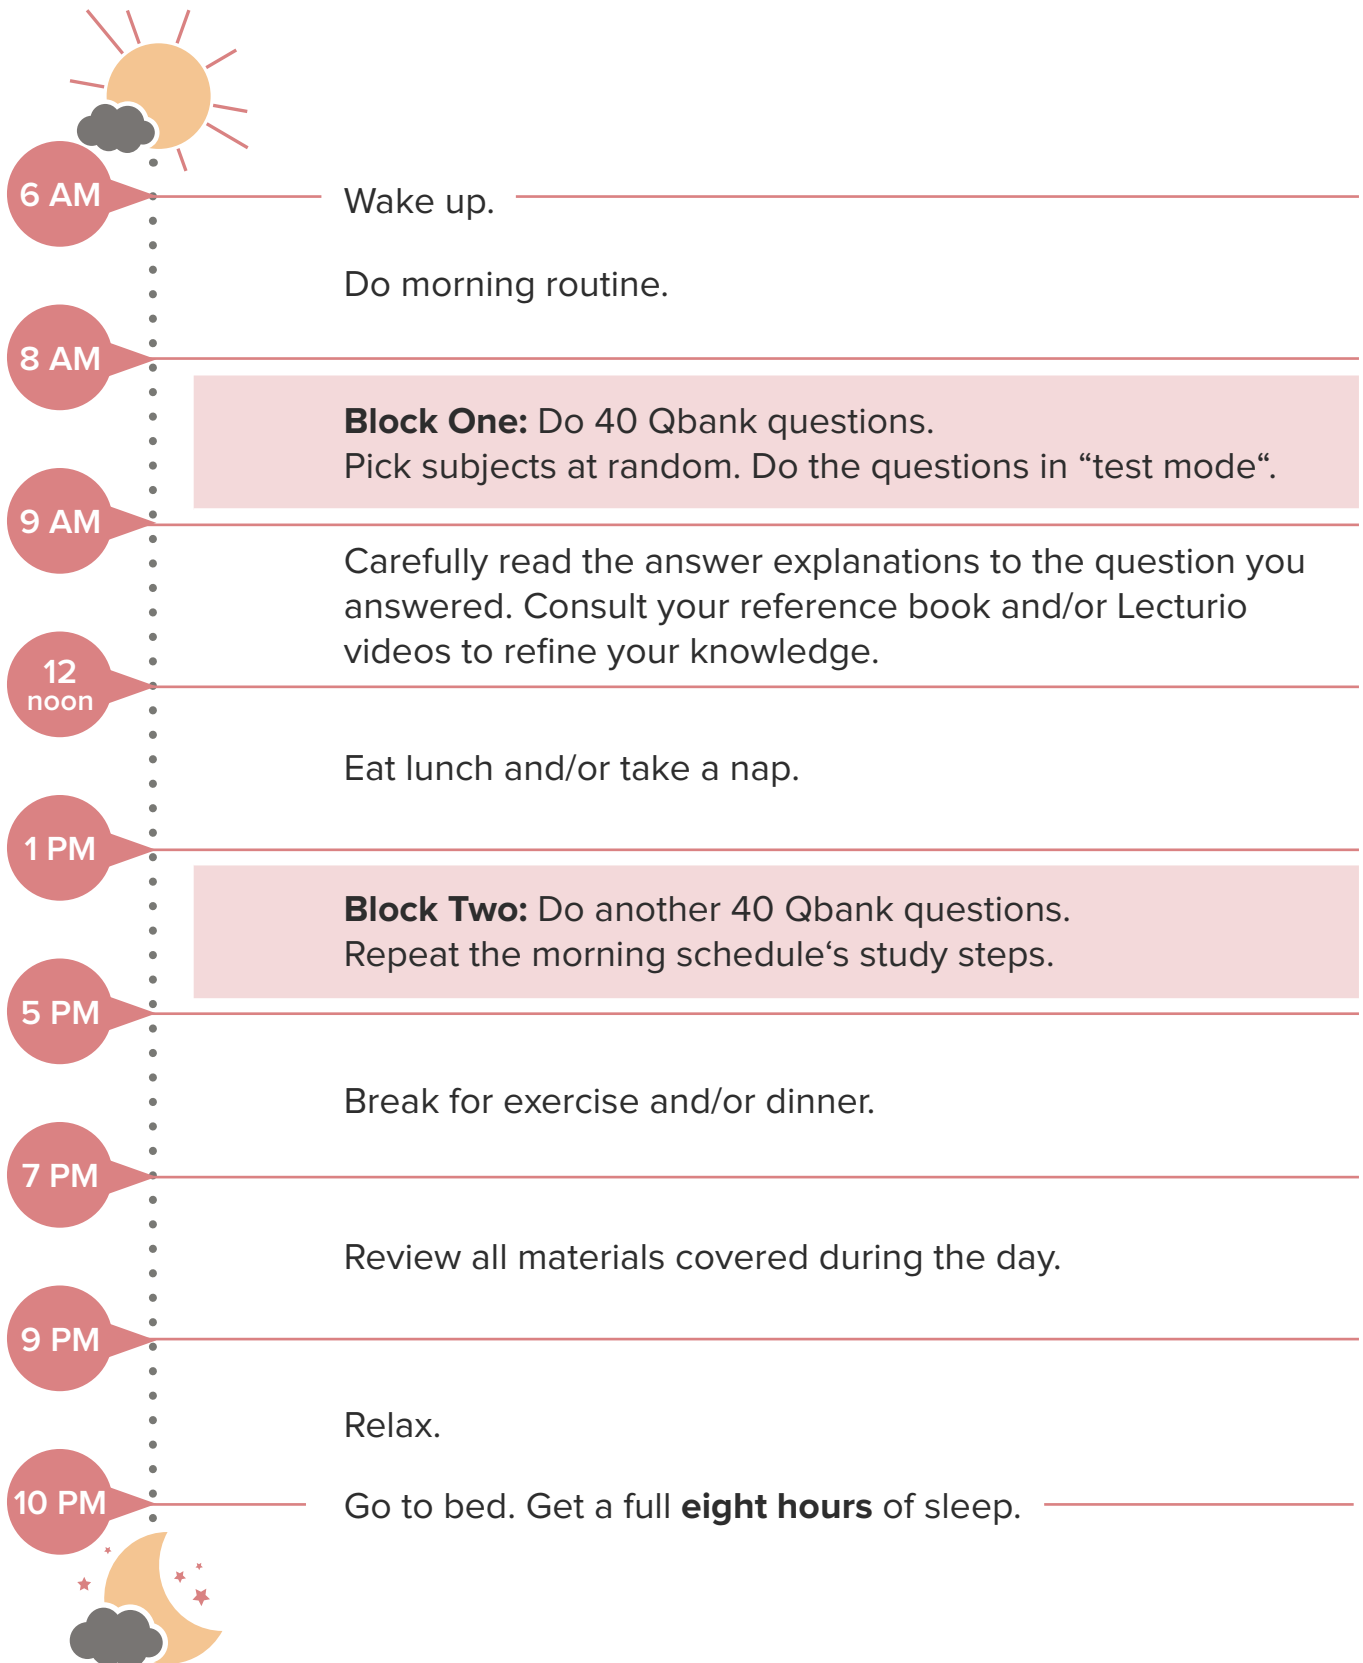 6 AM
Wake up.
Do morning routine.
8 AM
Block One: Do 40 Qbank questions.
Pick subjects at random. Do the questions in “test mode“.
9 AM
Carefully read the answer explanations to the question you
answered. Consult your reference book and/or Lecturio
videos to refine your knowledge.
12
noon
Eat lunch and/or take a nap.
1 PM
Block Two: Do another 40 Qbank questions.
Repeat the morning schedule‘s study steps.
5 PM
Break for exercise and/or dinner.
7 PM
Review all materials covered during the day.
9 PM
Relax.
10 PM
Go to bed. Get a full eight hours of sleep.